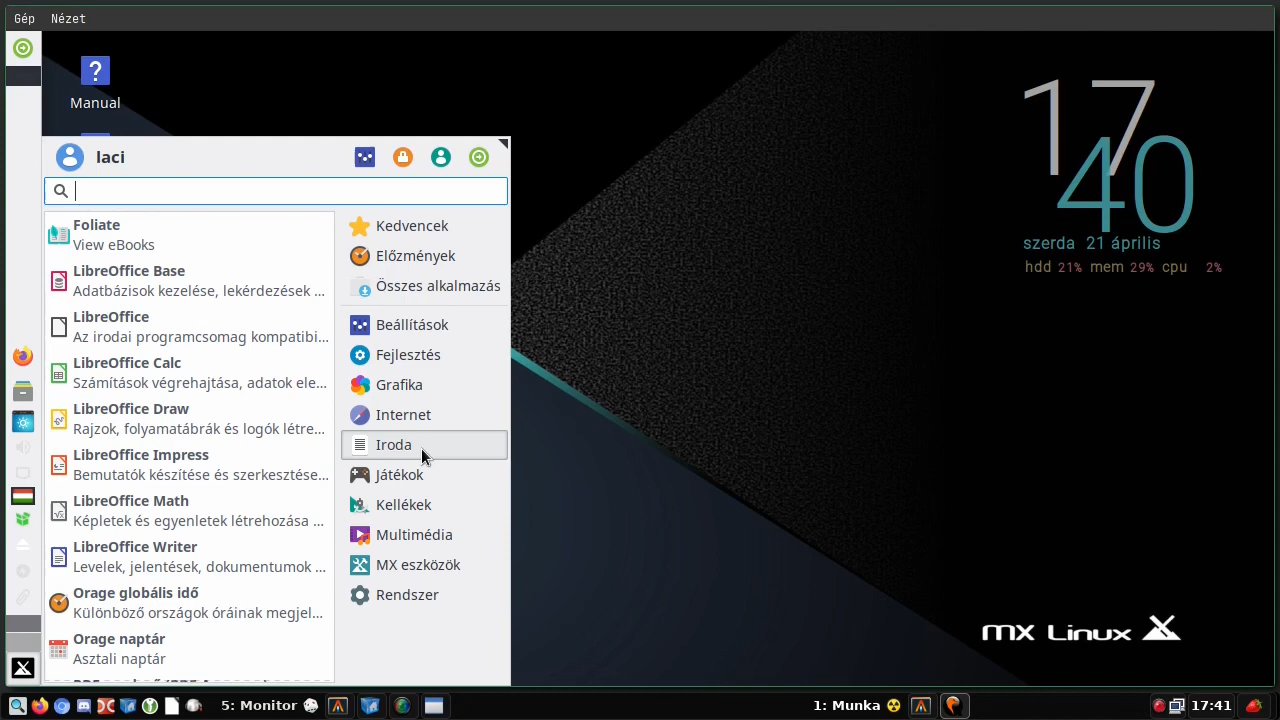 Gép Nézet
Manual
laci
Foliate
View eBooks
LibreOffice Base
Adatbázisok kezelése, lekérdezések ...
LibreOffice
Az irodai programcsomag kompatibi...
LibreOffice Calc
Számítások végrehajtása, adatok ele...
LibreOffice Draw
Rajzok, folyamatábrák és logók létre...
LibreOffice Impress
Bemutatók készítése és szerkesztése...
LibreOffice Math
Képletek és egyenletek létrehozása ...
LibreOffice Writer
Levelek, jelentések, dokumentumok ...
Orage globális idő
Különböző országok óráinak megjel...
Orage naptár
Asztali naptár
Kedvencek
Előzmények
Összes alkalmazás
Beállítások
Fejlesztés
Grafika
Internet
Iroda
Játékok
Kellékek
Multimédia
MX eszközök
Rendszer
17
40
szerda 21 április
hdd 21% mem 29% cpu 2%
MX Linux
5: Monitor
1: Munka
17:41